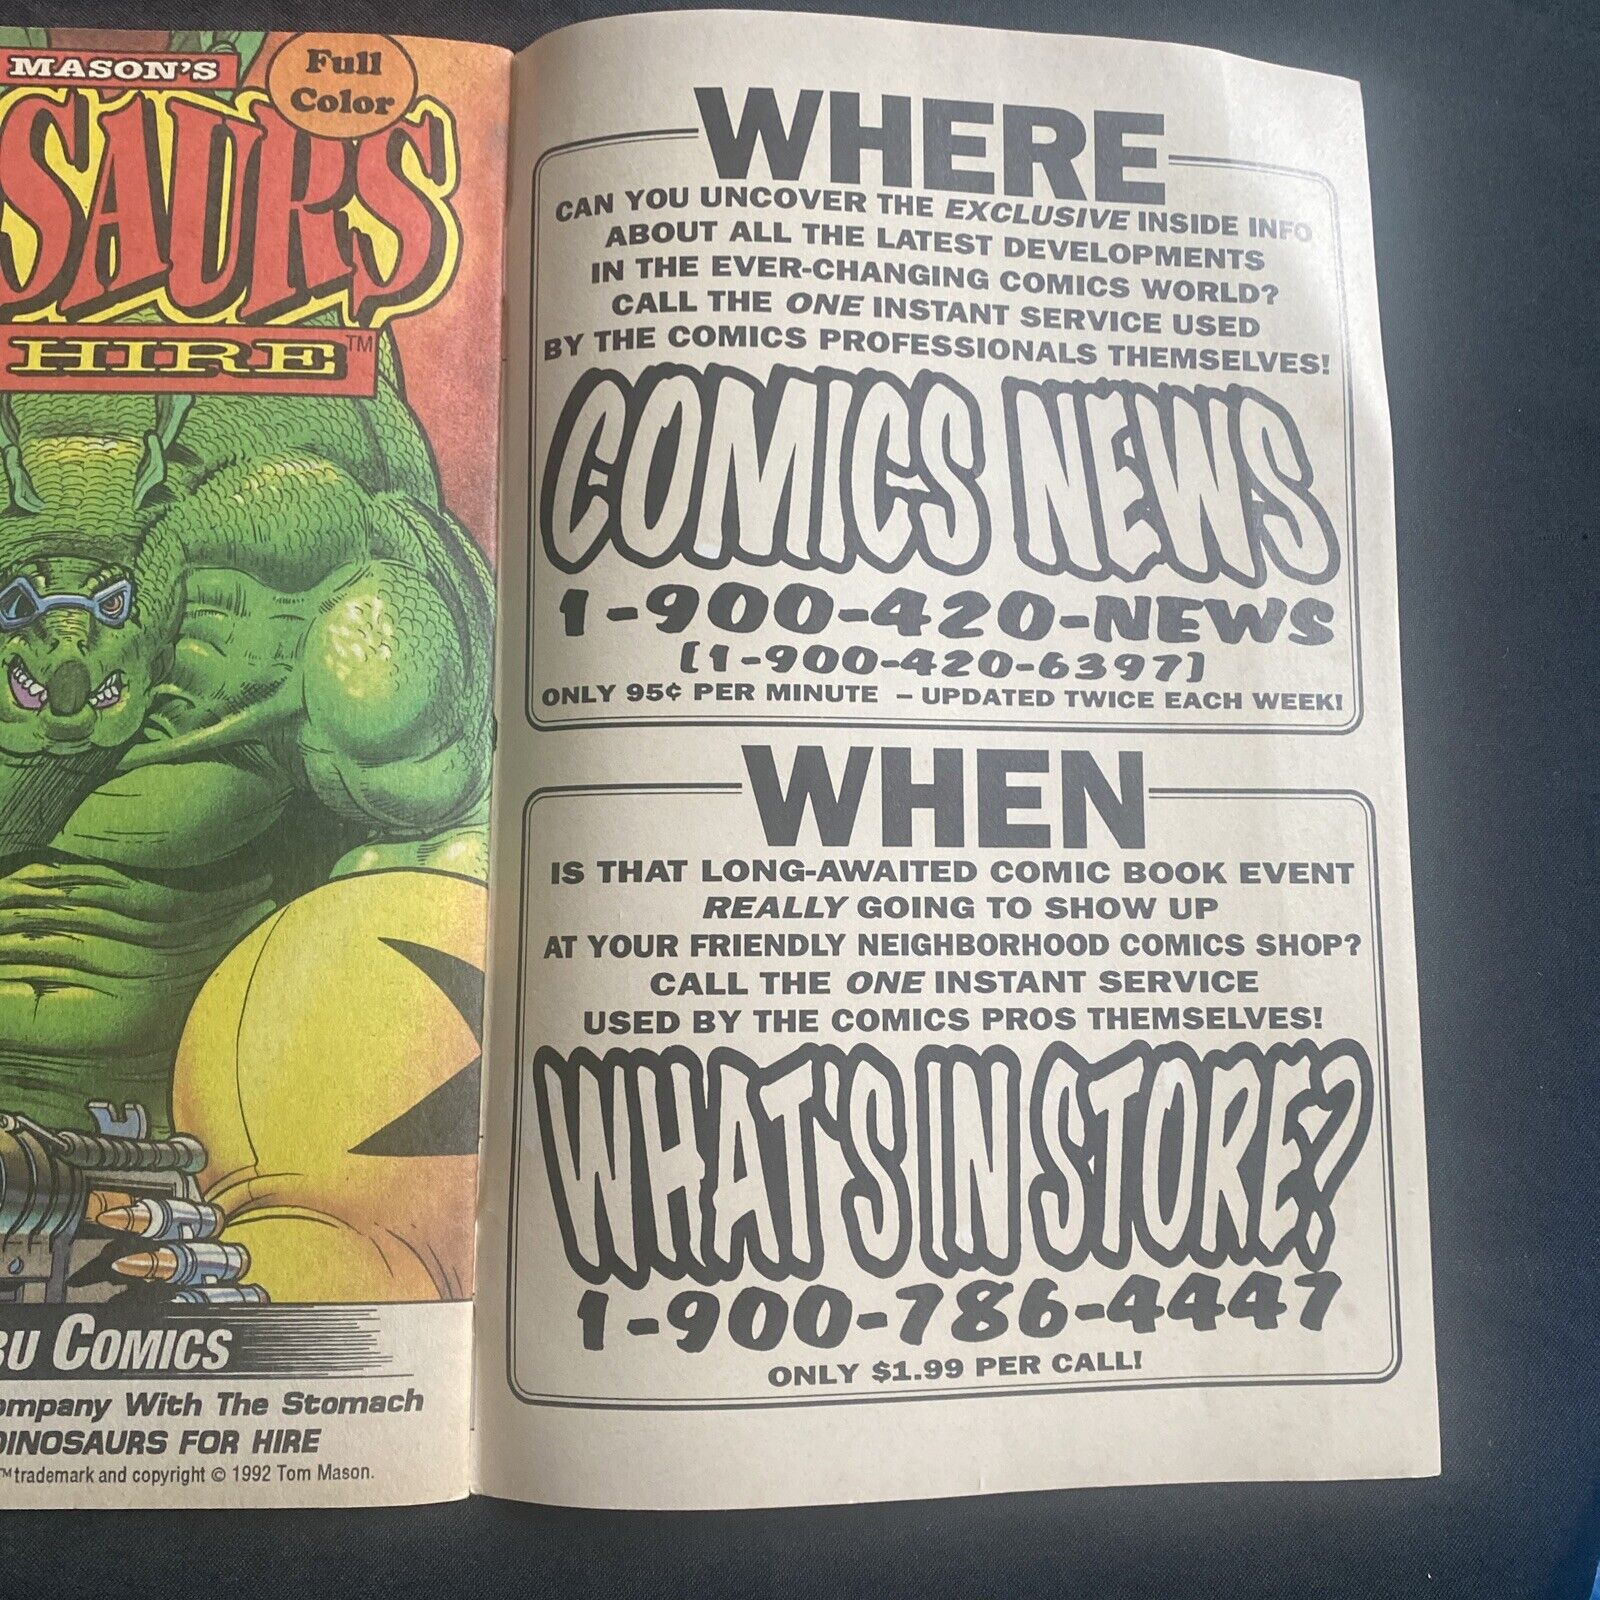 MASON'S
Full
Color
SAURS
HIRE™
BU COMICS
ompany With The Stomach
DINOSAURS FOR HIRE
™ trademark and copyright © 1992 Tom Mason.
WHERE
CAN YOU UNCOVER THE EXCLUSIVE INSIDE INFO
ABOUT ALL THE LATEST DEVELOPMENTS
IN THE EVER-CHANGING COMICS WORLD?
CALL THE ONE INSTANT SERVICE USED
BY THE COMICS PROFESSIONALS THEMSELVES!
COMICS NEWS
1-900-420-NEWS
[1-900-420-6397]
ONLY 95¢ PER MINUTE – UPDATED TWICE EACH WEEK!
WHEN
IS THAT LONG-AWAITED COMIC BOOK EVENT
REALLY GOING TO SHOW UP
AT YOUR FRIENDLY NEIGHBORHOOD COMICS SHOP?
CALL THE ONE INSTANT SERVICE
USED BY THE COMICS PROS THEMSELVES!
WHAT'S IN STORE?
1-900-786-4447
ONLY $1.99 PER CALL!